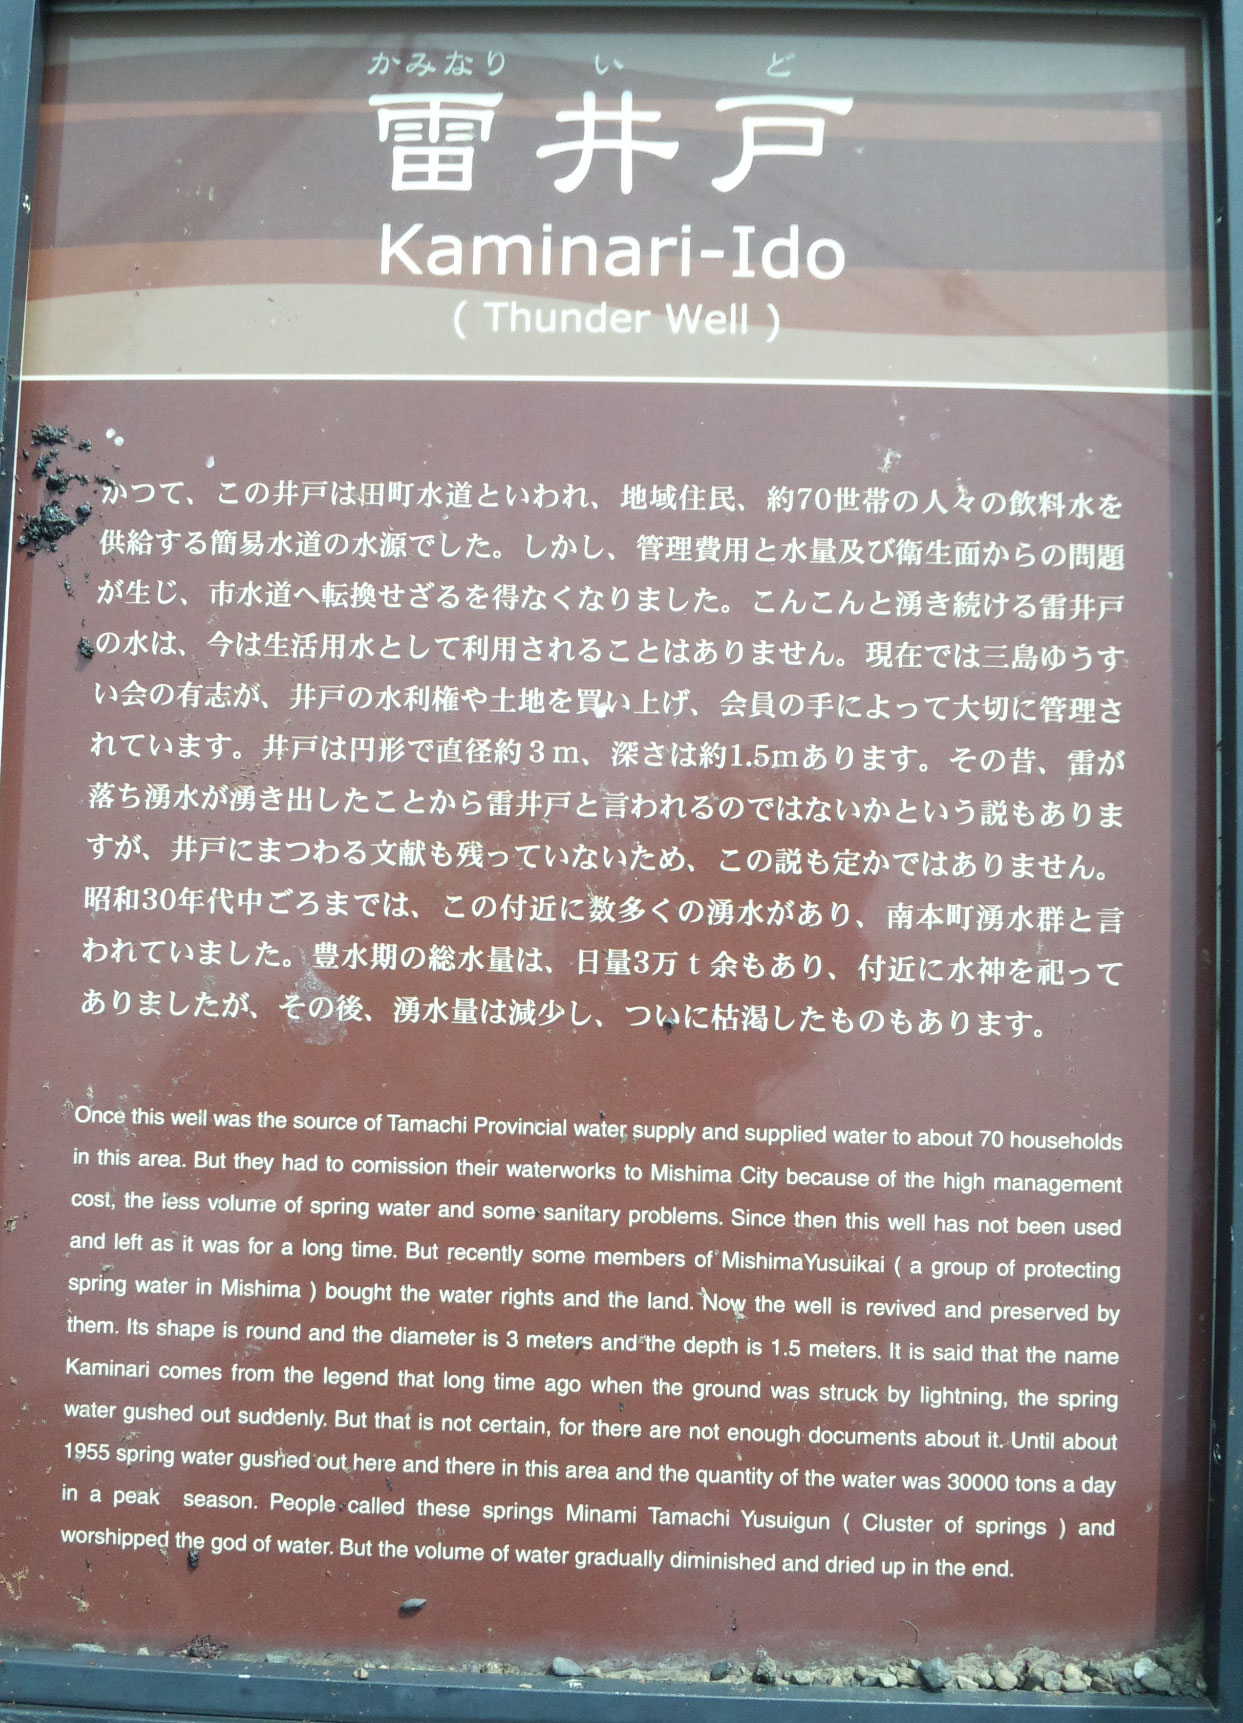 かみなり い ど
雷井戸
Kaminari-Ido
( Thunder Well )
かつて、この井戸は田町水道といわれ、地域住民、約70世帯の人々の飲料水を
供給する簡易水道の水源でした。しかし、管理費用と水量及び衛生面からの問題
が生じ、市水道へ転換せざるを得なくなりました。こんこんと湧き続ける雷井戸
の水は、今は生活用水として利用されることはありません。現在では三島ゆうす
い会の有志が、井戸の水利権や土地を買い上げ、会員の手によって大切に管理さ
れています。井戸は円形で直径約３ｍ、深さは約1.5mあります。その昔、雷が
落ち湧水が湧き出したことから雷井戸と言われるのではないかという説もありま
すが、井戸にまつわる文献も残っていないため、この説も定かではありません。
昭和30年代中ごろまでは、この付近に数多くの湧水があり、南本町湧水群と言
われていました。豊水期の総水量は、日量3万ｔ余もあり、付近に水神を祀って
ありましたが、その後、湧水量は減少し、ついに枯渇したものもあります。
Once this well was the source of Tamachi Provincial water supply and supplied water to about 70 households
in this area. But they had to comission their waterworks to Mishima City because of the high management
cost, the less volume of spring water and some sanitary problems. Since then this well has not been used
and left as it was for a long time. But recently some members of MishimaYusuikai ( a group of protecting
spring water in Mishima ) bought the water rights and the land. Now the well is revived and preserved by
them. Its shape is round and the diameter is 3 meters and the depth is 1.5 meters. It is said that the name
Kaminari comes from the legend that long time ago when the ground was struck by lightning, the spring
water gushed out suddenly. But that is not certain, for there are not enough documents about it. Until about
1955 spring water gushed out here and there in this area and the quantity of the water was 30000 tons a day
in a peak season. People called these springs Minami Tamachi Yusuigun ( Cluster of springs ) and
worshipped the god of water. But the volume of water gradually diminished and dried up in the end.